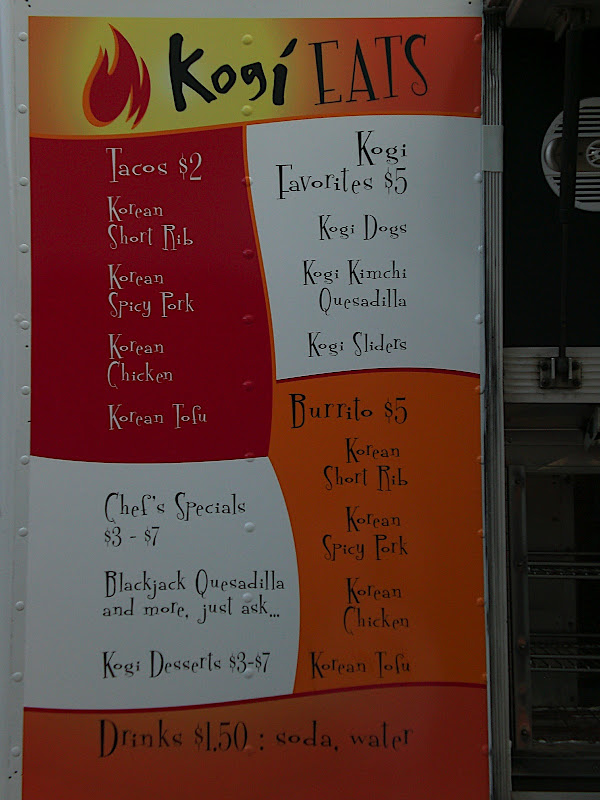 Kogi EATS
Tacos $2
Korean
Short Rib
Korean
Spicy Pork
Korean
Chicken
Korean Tofu
Kogi
Favorites $5
Kogi Dogs
Kogi Kimchi
Quesadilla
Kogi Sliders
Chef's Specials
$3 - $7
Blackjack Quesadilla
and more, just ask...
Kogi Desserts $3-$7
Burrito $5
Korean
Short Rib
Korean
Spicy Pork
Korean
Chicken
Korean Tofu
Drinks $1.50 : soda, water